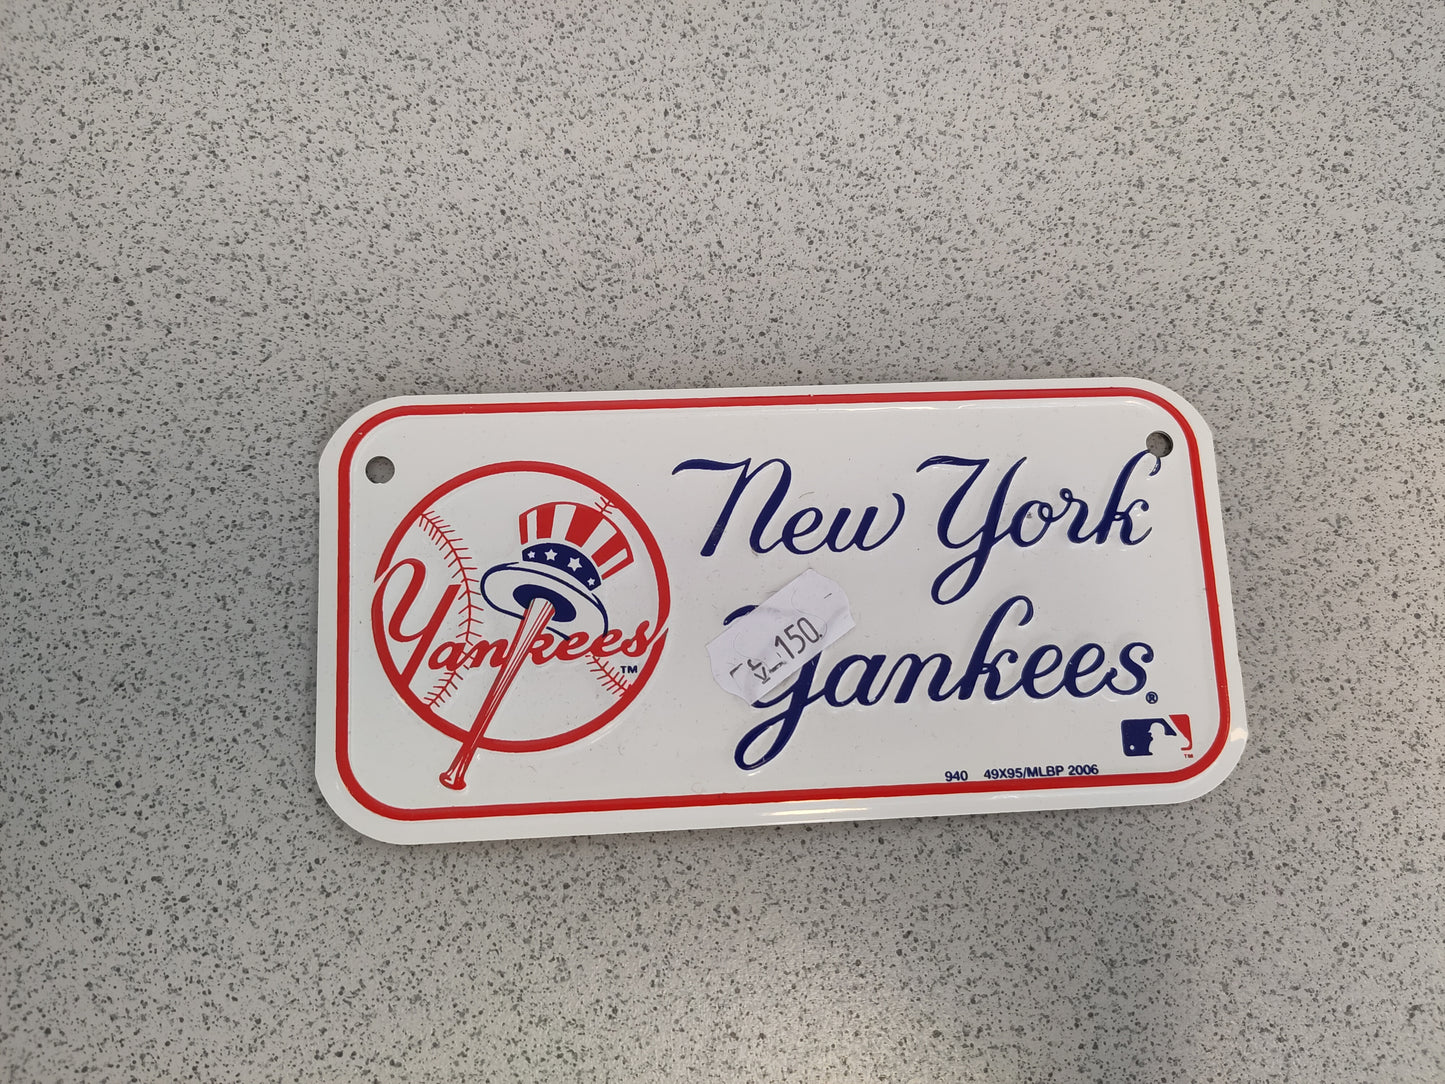 Yankees
TM
New York
Yankees
®
150.
TM
940 49X95/MLBP 2006